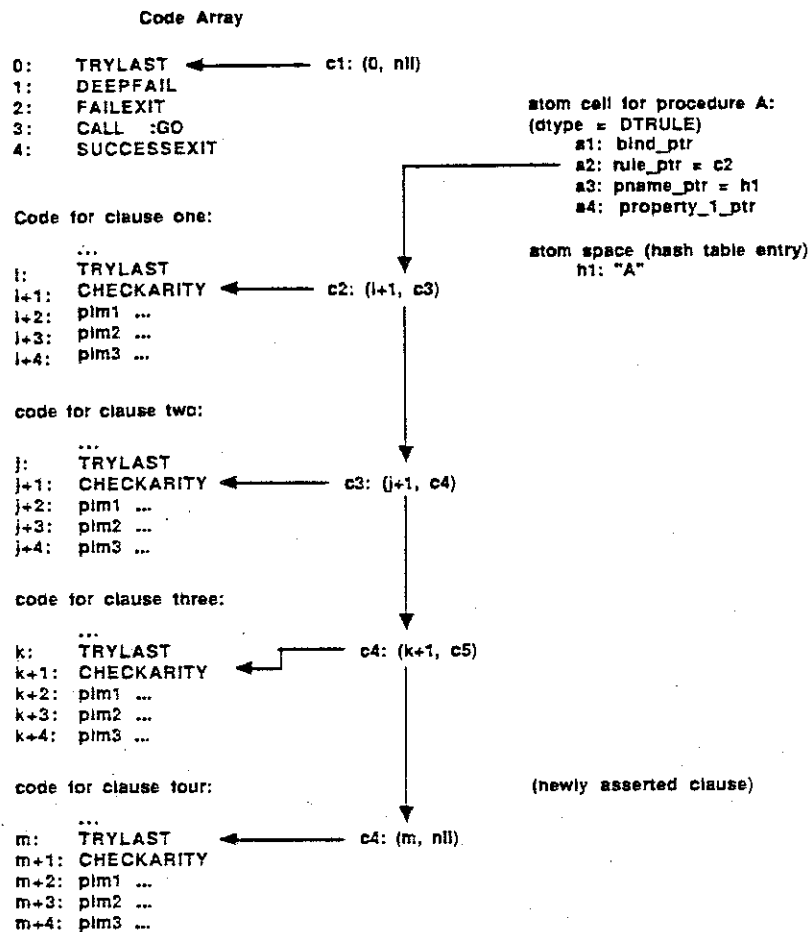 Code Array
0: TRYLAST c1: (0, nil)
1: DEEPFAIL
2: FAILEXIT
3: CALL :GO
4: SUCCESSEXIT
atom cell for procedure A:
(dtype = DTRULE)
a1: bind_ptr
a2: rule_ptr = c2
a3: pname_ptr = h1
a4: property_1_ptr
atom space (hash table entry)
h1: "A"
Code for clause one:
...
i: TRYLAST
i+1: CHECKARITY c2: (i+1, c3)
i+2: plm1 ...
i+3: plm2 ...
i+4: plm3 ...
code for clause two:
...
j: TRYLAST
j+1: CHECKARITY c3: (j+1, c4)
j+2: plm1 ...
j+3: plm2 ...
j+4: plm3 ...
code for clause three:
...
k: TRYLAST c4: (k+1, c5)
k+1: CHECKARITY
k+2: plm1 ...
k+3: plm2 ...
k+4: plm3 ...
code for clause four: (newly asserted clause)
...
m: TRYLAST c4: (m, nil)
m+1: CHECKARITY
m+2: plm1 ...
m+3: plm2 ...
m+4: plm3 ...